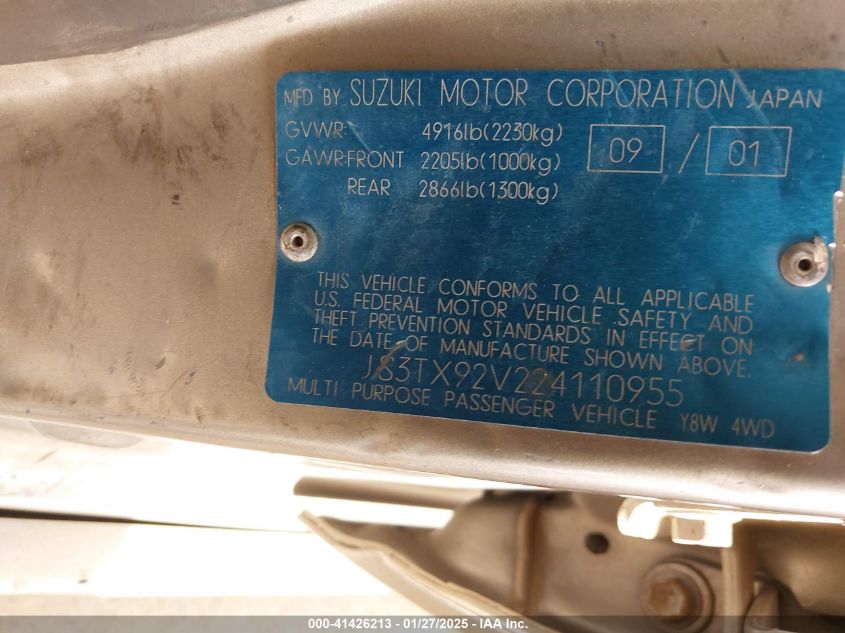 MFD BY SUZUKI MOTOR CORPORATION JAPAN
GVWR: 4916lb(2230kg)
GAWR:FRONT 2205lb(1000kg) 09 / 01
REAR 2866lb(1300kg)
THIS VEHICLE CONFORMS TO ALL APPLICABLE
U.S. FEDERAL MOTOR VEHICLE SAFETY AND
THEFT PREVENTION STANDARDS IN EFFECT ON
THE DATE OF MANUFACTURE SHOWN ABOVE.
JS3TX92V224110955
MULTI PURPOSE PASSENGER VEHICLE Y8W 4WD
000-41426213 - 01/27/2025 - IAA Inc.